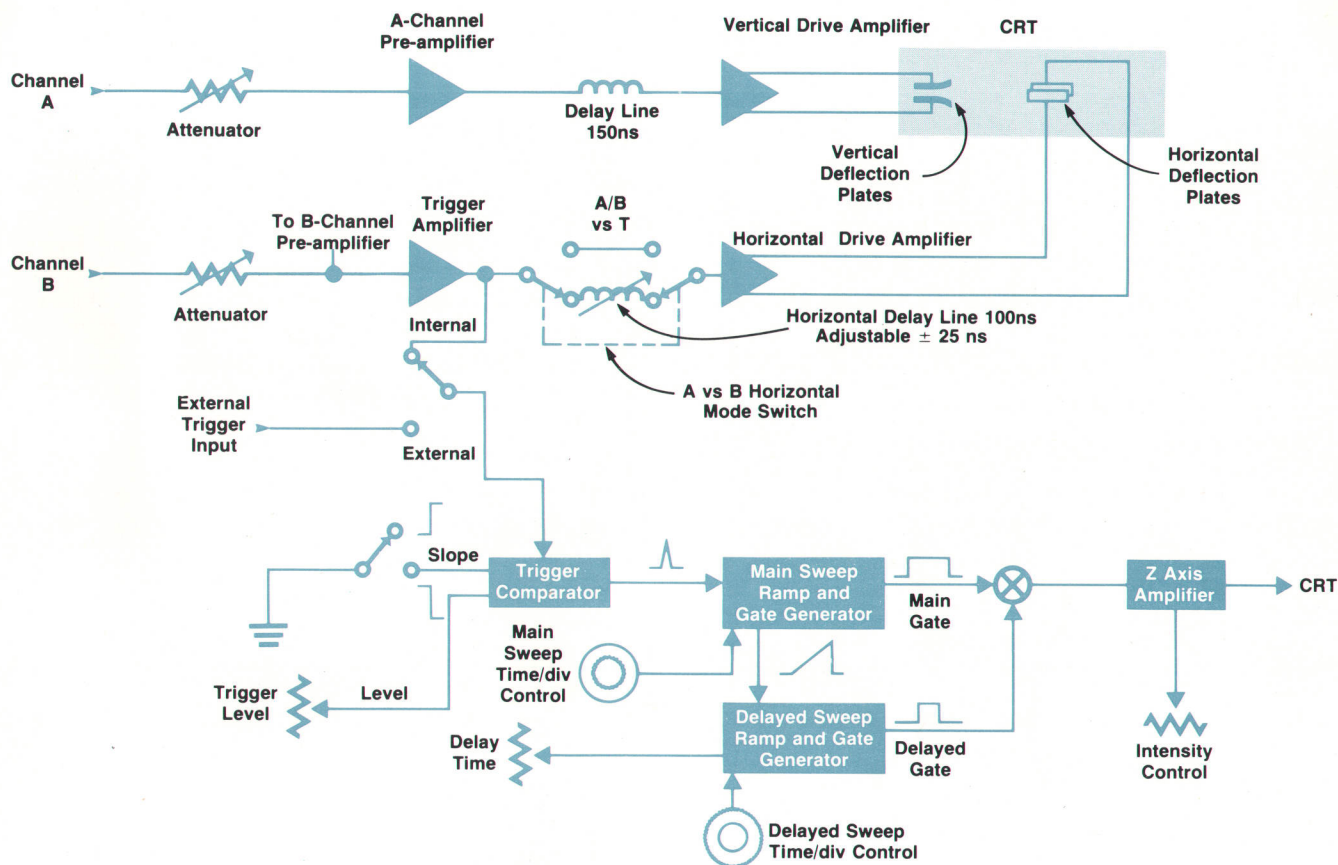 A-Channel
Pre-amplifier
Vertical Drive Amplifier
CRT
Channel
A
Attenuator
Delay Line
150ns
Vertical
Deflection
Plates
Horizontal
Deflection
Plates
To B-Channel
Pre-amplifier
Trigger
Amplifier
A/B
vs T
Horizontal Drive Amplifier
Channel
B
Attenuator
Internal
Horizontal Delay Line 100ns
Adjustable ± 25 ns
A vs B Horizontal
Mode Switch
External
Trigger
Input
External
Slope
Trigger
Comparator
Main Sweep
Ramp and
Gate Generator
Main
Gate
Z Axis
Amplifier
CRT
Main
Sweep
Time/div
Control
Trigger
Level
Level
Delay
Time
Delayed Sweep
Ramp and Gate
Generator
Delayed
Gate
Intensity
Control
Delayed Sweep
Time/div Control